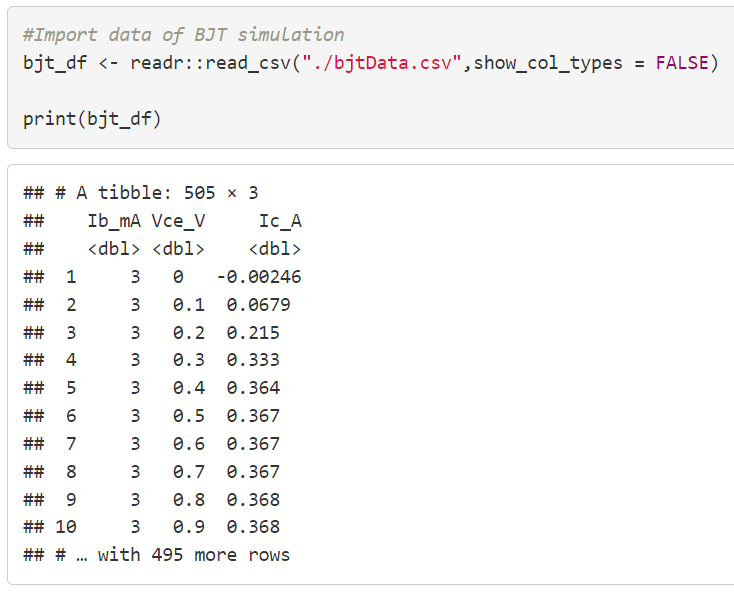 #Import data of BJT simulation
bjt_df <- readr::read_csv("./bjtData.csv",show_col_types = FALSE)
print(bjt_df)
## # A tibble: 505 × 3
##    Ib_mA Vce_V     Ic_A
##    <dbl> <dbl>    <dbl>
##  1     3   0   -0.00246
##  2     3   0.1  0.0679
##  3     3   0.2  0.215
##  4     3   0.3  0.333
##  5     3   0.4  0.364
##  6     3   0.5  0.367
##  7     3   0.6  0.367
##  8     3   0.7  0.367
##  9     3   0.8  0.368
## 10     3   0.9  0.368
## # … with 495 more rows